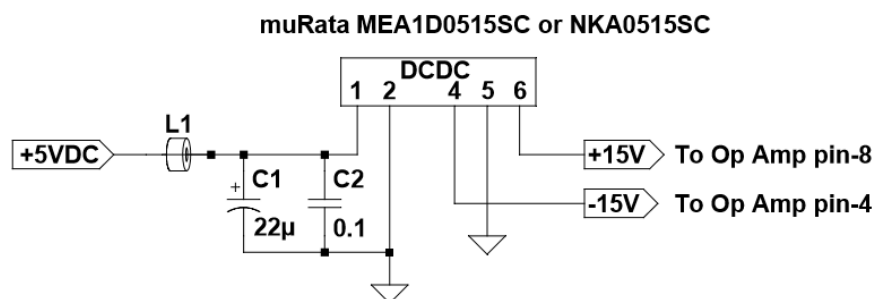 muRata MEA1D0515SC or NKA0515SC
DCDC
1 2 4 5 6
L1
+5VDC
+15V To Op Amp pin-8
+ C1 C2
-15V To Op Amp pin-4
22µ 0.1